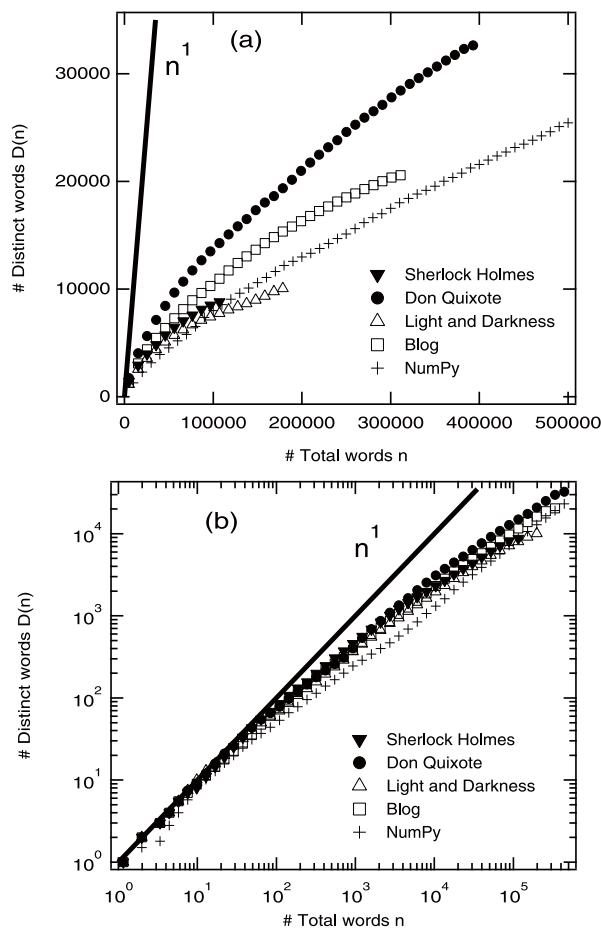 (a)
n1
30000
20000
10000
0
# Distinct words D(n)
Sherlock Holmes
Don Quixote
Light and Darkness
Blog
NumPy
0 100000 200000 300000 400000 500000
# Total words n
(b)
n1
10^4
10^3
10^2
10^1
10^0
# Distinct words D(n)
Sherlock Holmes
Don Quixote
Light and Darkness
Blog
NumPy
10^0 10^1 10^2 10^3 10^4 10^5
# Total words n